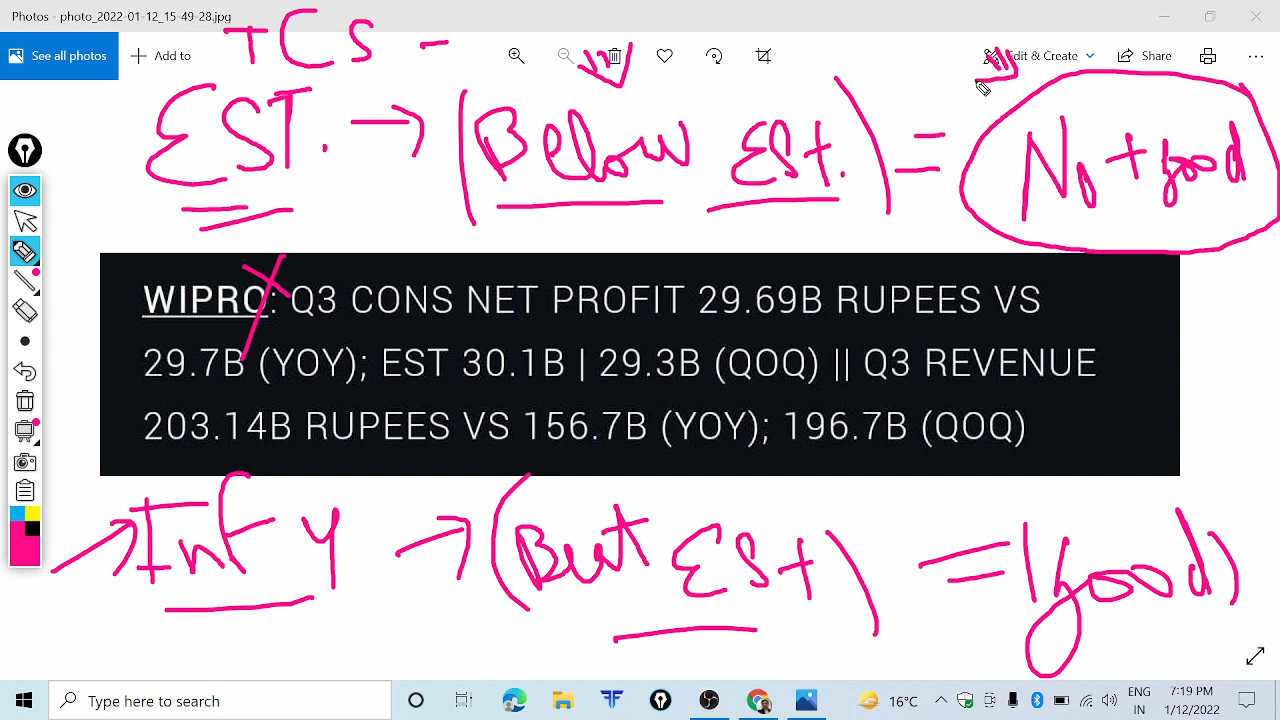 Photos - photo_2022-01-12_15-49-28.jpg
TCS -
See all photos
Add to
Edit & Create
Share
EST. → (Below Est.) = Not good
WIPRO: Q3 CONS NET PROFIT 29.69B RUPEES VS
29.7B (YOY); EST 30.1B | 29.3B (QOQ) || Q3 REVENUE
203.14B RUPEES VS 156.7B (YOY); 196.7B (QOQ)
→ InFy → (Beat ESt) = (good)
Type here to search
16°C
ENG
IN
7:19 PM
1/12/2022